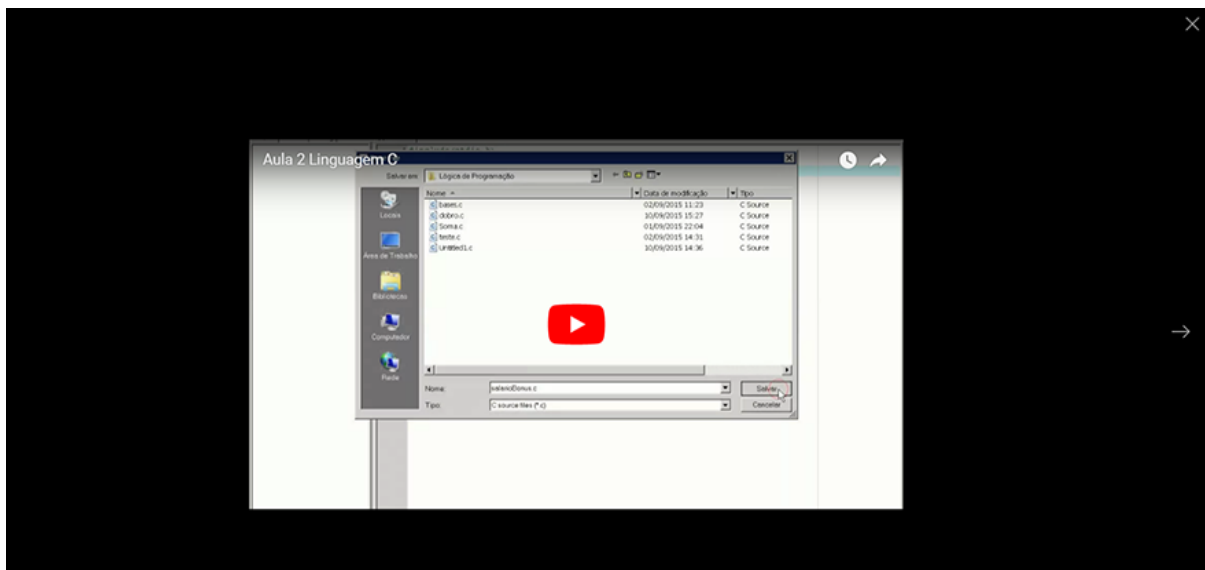 Aula 2 Linguagem C
Salvar em: Lógica de Programação
Nome Data de modificação Tipo
bases.c 02/09/2015 11:23 C Source
dobro.c 10/09/2015 15:27 C Source
Soma.c 01/09/2015 22:04 C Source
teste.c 02/09/2015 14:31 C Source
Untitled1.c 10/09/2015 14:36 C Source
Locais
Área de Trabalho
Bibliotecas
Computador
Rede
Nome: Salvar
Tipo: C source files (*.c) Cancelar